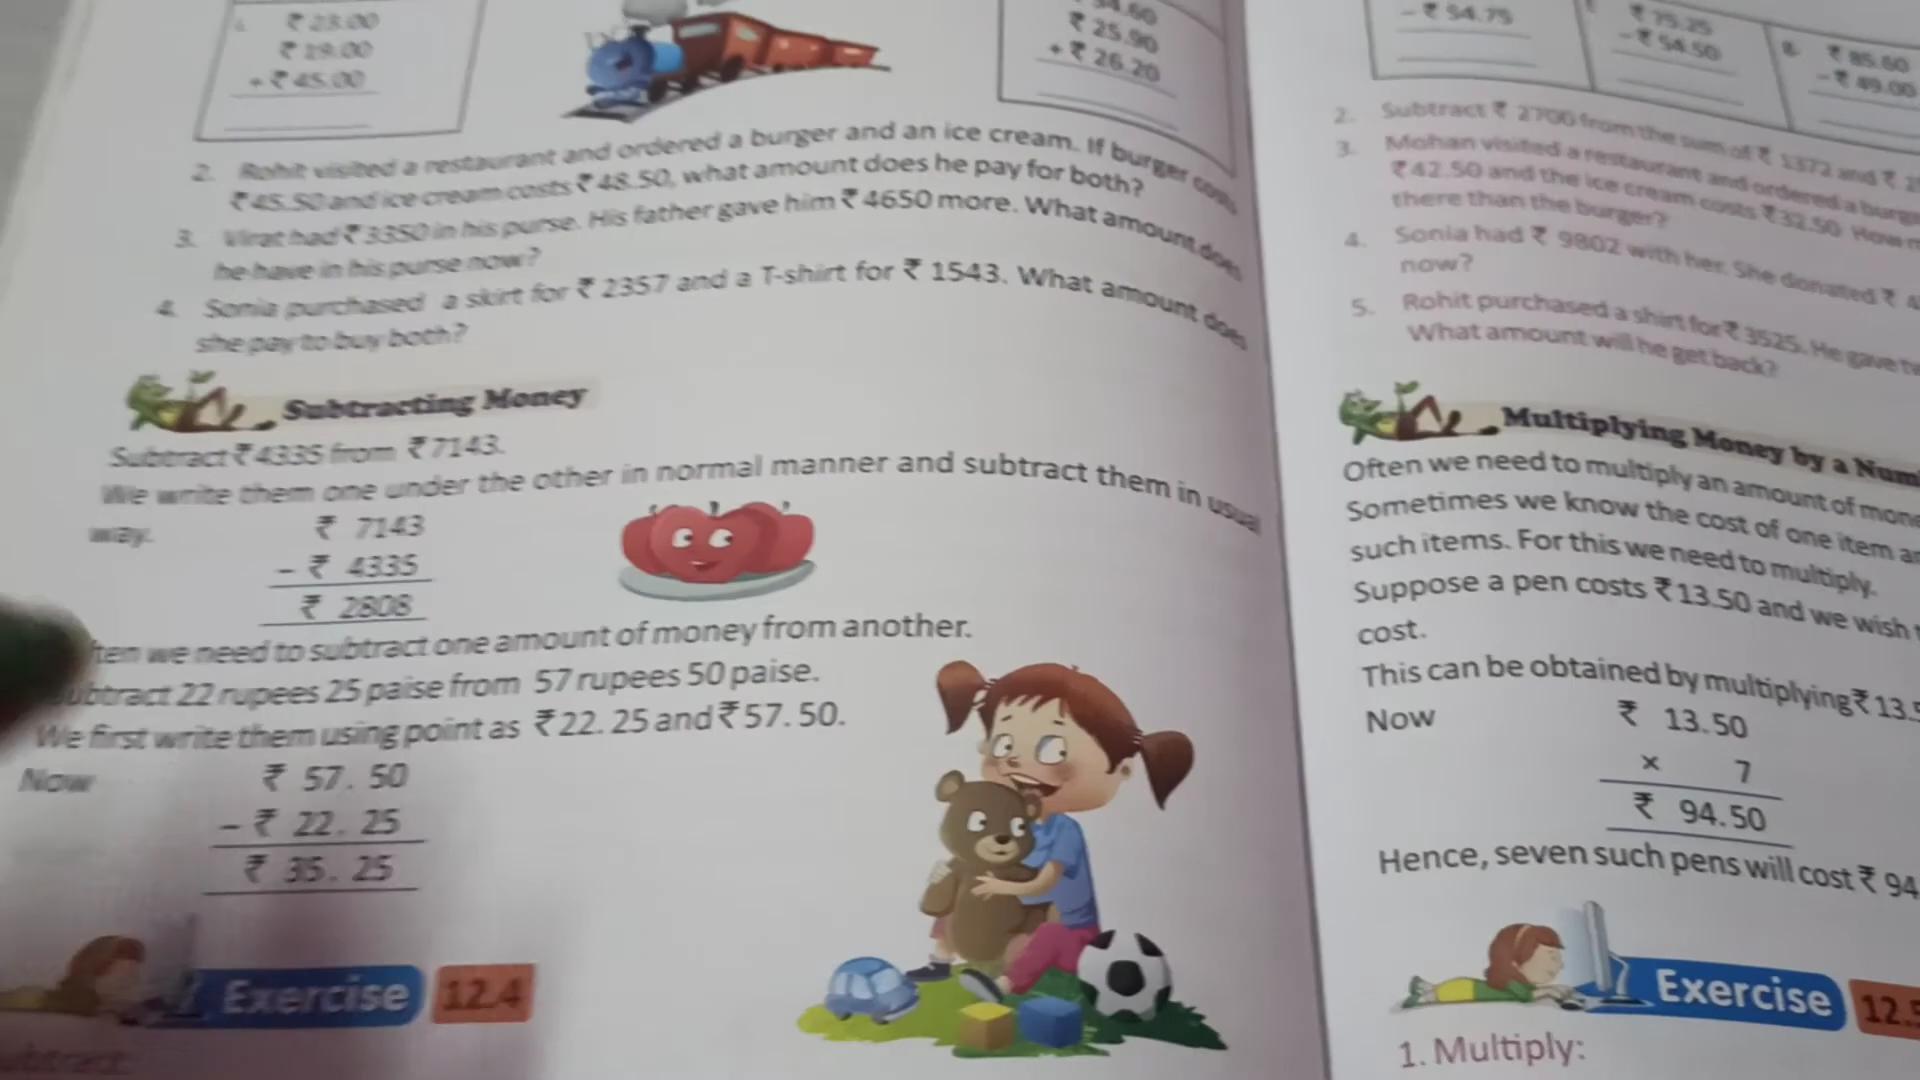 ₹ 23.00
₹ 19.00
+ ₹ 45.00
₹ 25.90
+ ₹ 26.20
2. Rohit visited a restaurant and ordered a burger and an ice cream. If burger costs
₹ 45.50 and ice cream costs ₹ 48.50, what amount does he pay for both?
3. Virat had ₹ 3350 in his purse. His father gave him ₹ 4650 more. What amount does
he have in his purse now?
4. Sonia purchased a skirt for ₹ 2357 and a T-shirt for ₹ 1543. What amount does
she pay to buy both?
Subtracting Money
Subtract ₹ 4335 from ₹ 7143.
We write them one under the other in normal manner and subtract them in usual
way.
₹ 7143
- ₹ 4335
₹ 2808
ten we need to subtract one amount of money from another.
ubtract 22 rupees 25 paise from 57 rupees 50 paise.
We first write them using point as ₹ 22. 25 and ₹ 57. 50.
Now
₹ 57. 50
- ₹ 22. 25
₹ 35. 25
Exercise 12.4
- ₹ 54.75
₹ 75.25
- ₹ 54.50
₹ 85.60
- ₹ 49.00
2. Subtract ₹ 2700 from the sum of ₹ 1372 and ₹
3. Mohan visited a restaurant and ordered a burge
₹ 42.50 and the ice cream costs ₹ 32.50. How m
there than the burger?
4. Sonia had ₹ 9802 with her. She donated ₹ 4
now?
5. Rohit purchased a shirt for ₹ 3525. He gave tw
What amount will he get back?
Multiplying Money by a Num
Often we need to multiply an amount of mone
Sometimes we know the cost of one item an
such items. For this we need to multiply.
Suppose a pen costs ₹ 13.50 and we wish t
cost.
This can be obtained by multiplying ₹ 13.5
Now
₹ 13.50
× 7
₹ 94.50
Hence, seven such pens will cost ₹ 94.
Exercise 12.5
1. Multiply: